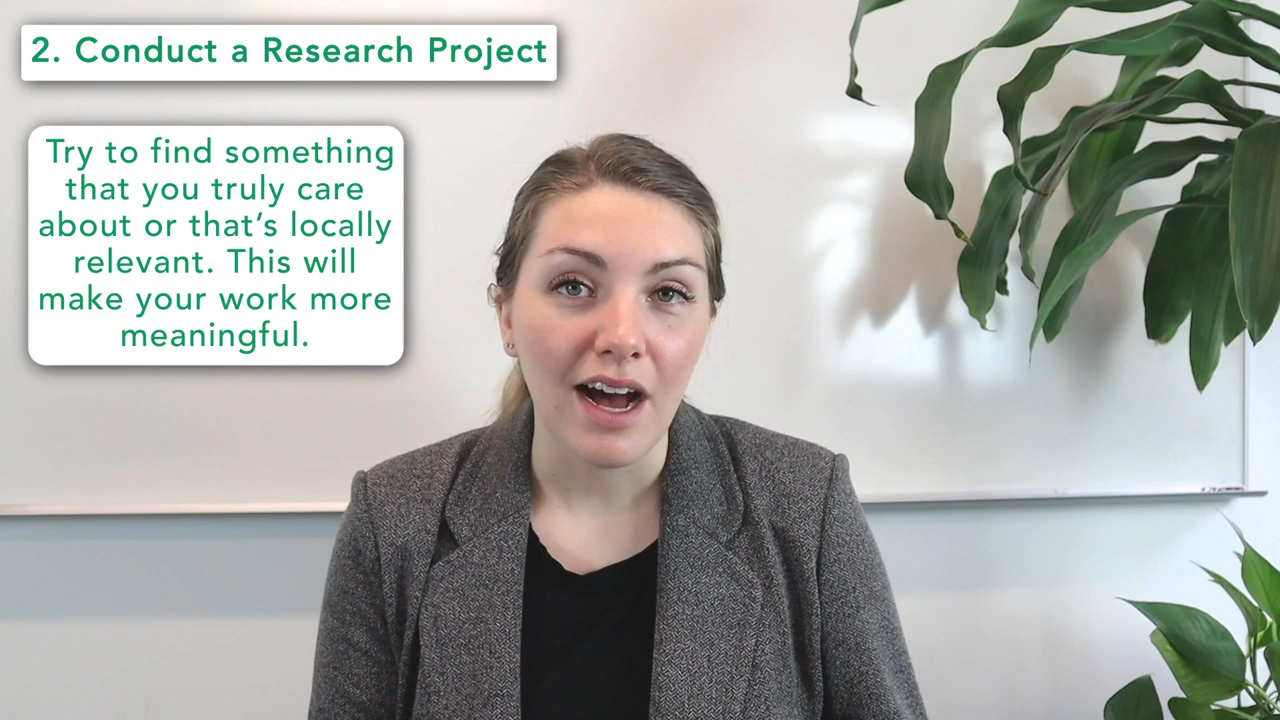 2. Conduct a Research Project
Try to find something
that you truly care
about or that’s locally
relevant. This will
make your work more
meaningful.